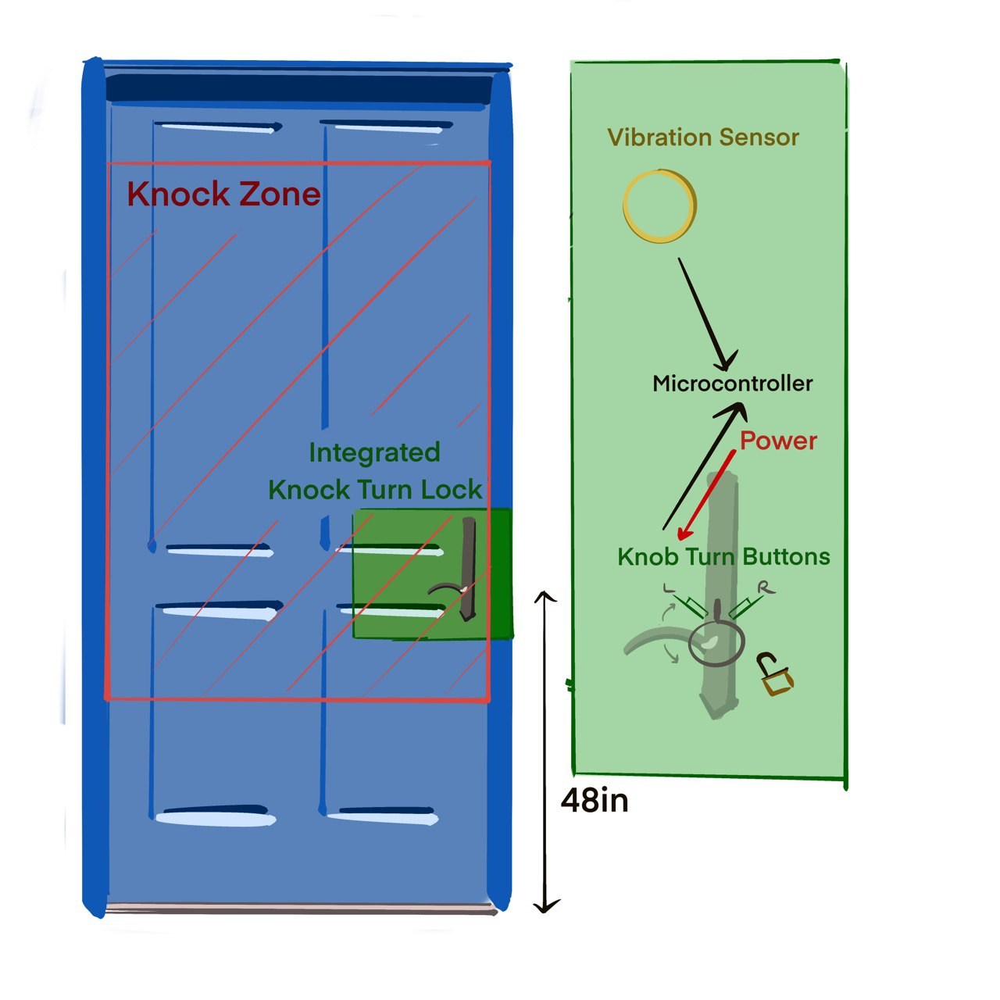 Knock Zone
Integrated
Knock Turn Lock
48in
Vibration Sensor
Microcontroller
Power
Knob Turn Buttons
L
R